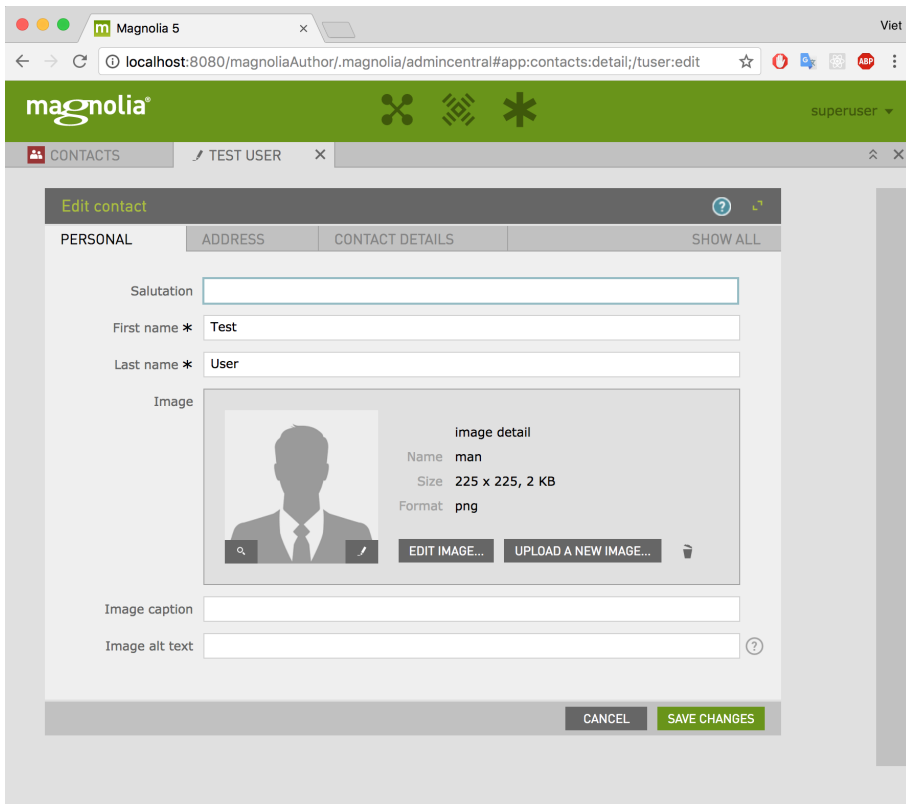 Magnolia 5
Viet
localhost:8080/magnoliaAuthor/.magnolia/admincentral#app:contacts:detail;/tuser:edit
ABP
magnolia®
superuser
CONTACTS
TEST USER
Edit contact
?
PERSONAL
ADDRESS
CONTACT DETAILS
SHOW ALL
Salutation
First name * Test
Last name * User
Image
image detail
Name man
Size 225 x 225, 2 KB
Format png
EDIT IMAGE...
UPLOAD A NEW IMAGE...
Image caption
Image alt text
?
CANCEL
SAVE CHANGES